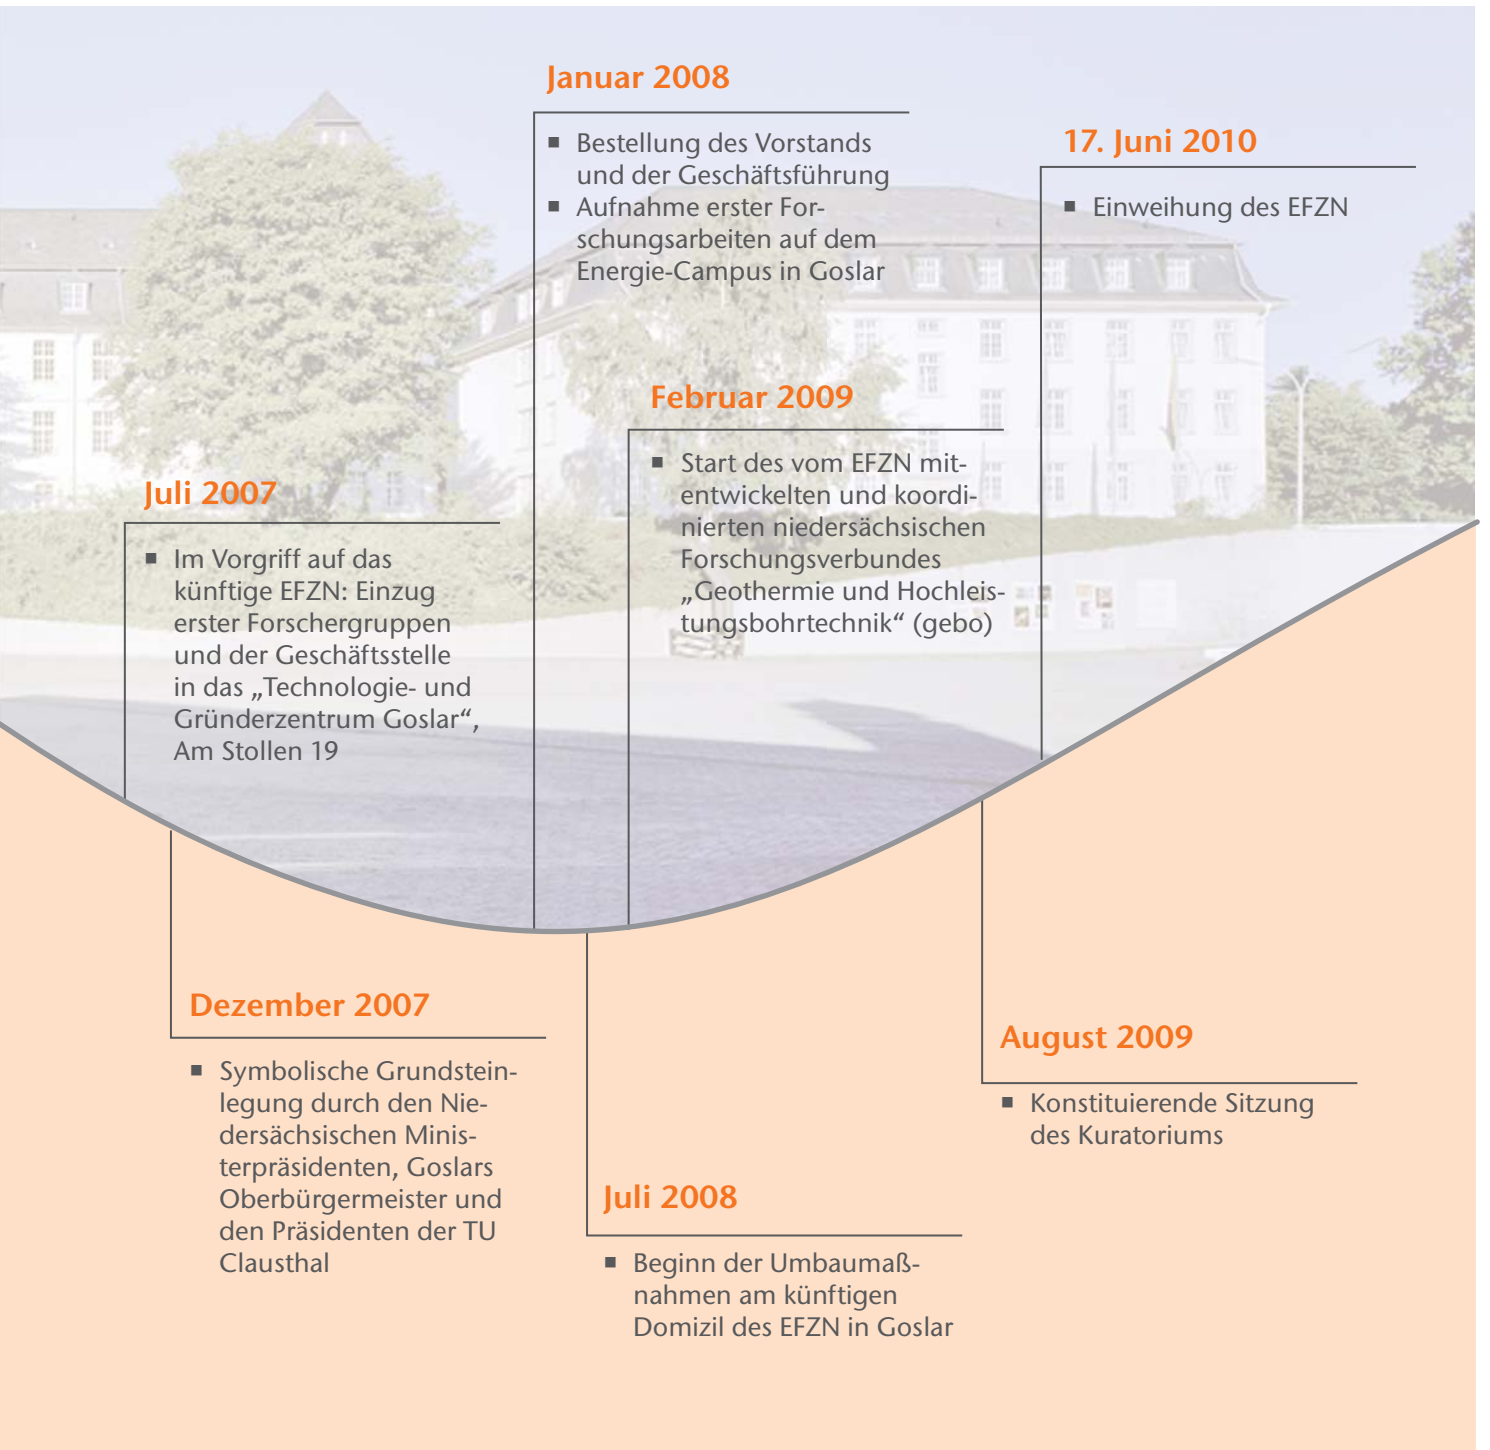 Januar 2008
■ Bestellung des Vorstands
und der Geschäftsführung
■ Aufnahme erster For-
schungsarbeiten auf dem
Energie-Campus in Goslar
17. Juni 2010
■ Einweihung des EFZN
Februar 2009
■ Start des vom EFZN mit-
entwickelten und koordi-
nierten niedersächsischen
Forschungsverbundes
„Geothermie und Hochleis-
tungsbohrtechnik“ (gebo)
Juli 2007
■ Im Vorgriff auf das
künftige EFZN: Einzug
erster Forschergruppen
und der Geschäftsstelle
in das „Technologie- und
Gründerzentrum Goslar“,
Am Stollen 19
Dezember 2007
■ Symbolische Grundstein-
legung durch den Nie-
dersächsischen Minis-
terpräsidenten, Goslars
Oberbürgermeister und
den Präsidenten der TU
Clausthal
Juli 2008
■ Beginn der Umbaumaß-
nahmen am künftigen
Domizil des EFZN in Goslar
August 2009
■ Konstituierende Sitzung
des Kuratoriums